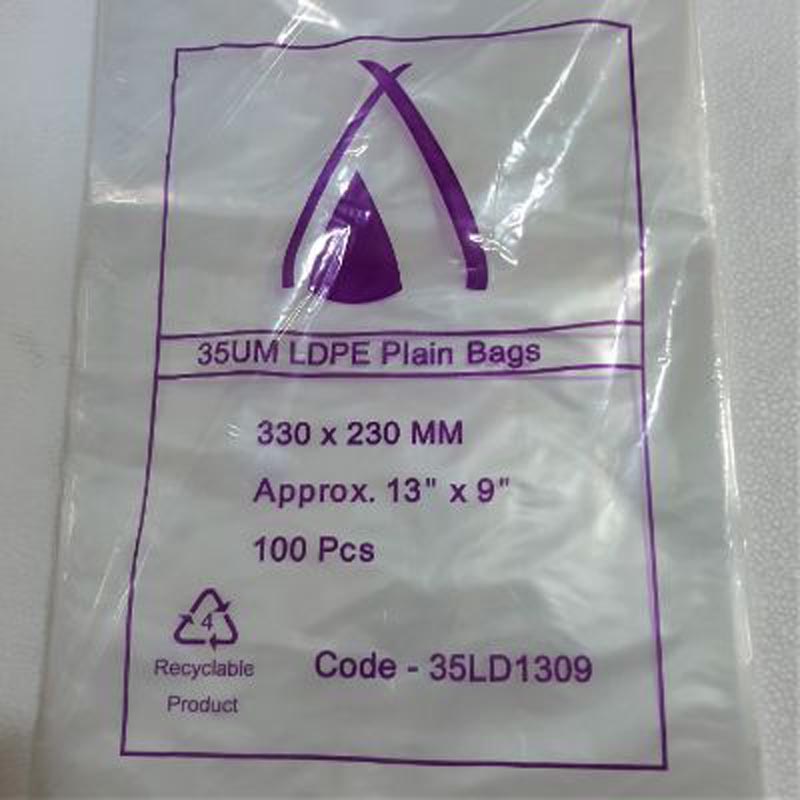 35UM LDPE Plain Bags
330 x 230 MM
Approx. 13" x 9"
100 Pcs
4
Recyclable
Product
Code - 35LD1309